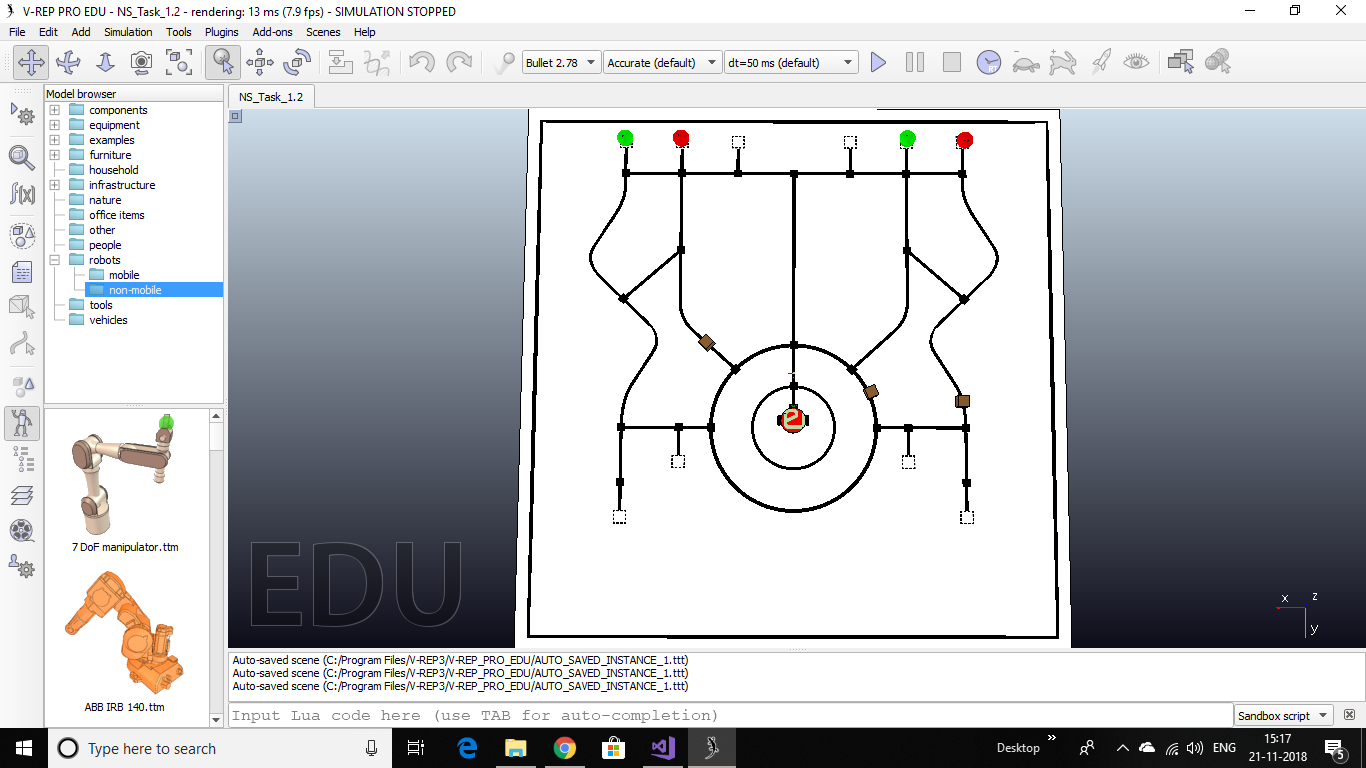 V-REP PRO EDU - NS_Task_1.2 - rendering: 13 ms (7.9 fps) - SIMULATION STOPPED
File Edit Add Simulation Tools Plugins Add-ons Scenes Help
Bullet 2.78 Accurate (default) dt=50 ms (default) RT
Model browser
NS_Task_1.2
components
equipment
examples
furniture
household
infrastructure
nature
office items
other
people
robots
mobile
non-mobile
tools
vehicles
f(x)
7 DoF manipulator.ttm
ABB IRB 140.ttm
e
EDU
x z
y
Auto-saved scene (C:/Program Files/V-REP3/V-REP_PRO_EDU/AUTO_SAVED_INSTANCE_1.ttt)
Auto-saved scene (C:/Program Files/V-REP3/V-REP_PRO_EDU/AUTO_SAVED_INSTANCE_1.ttt)
Auto-saved scene (C:/Program Files/V-REP3/V-REP_PRO_EDU/AUTO_SAVED_INSTANCE_1.ttt)
Input Lua code here (use TAB for auto-completion) Sandbox script
Type here to search
Desktop » ENG 15:17
21-11-2018 5